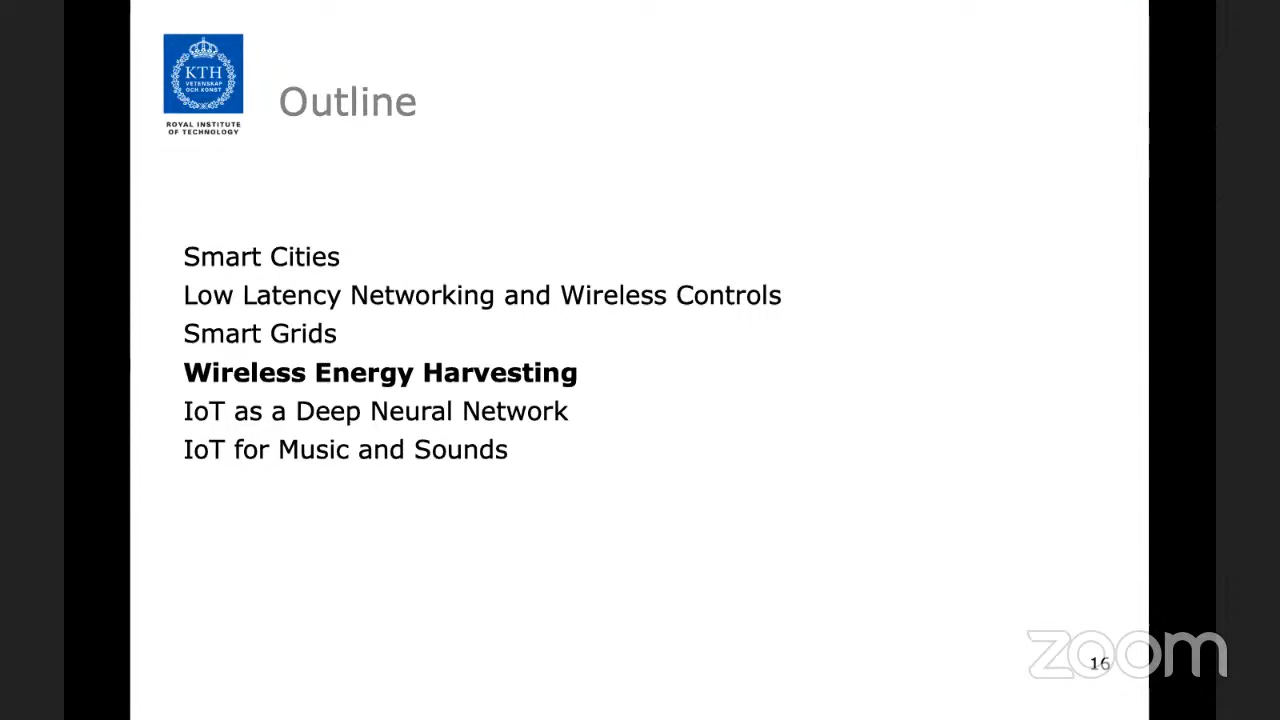 KTH
VETENSKAP
OCH KONST
ROYAL INSTITUTE
OF TECHNOLOGY
Outline
Smart Cities
Low Latency Networking and Wireless Controls
Smart Grids
Wireless Energy Harvesting
IoT as a Deep Neural Network
IoT for Music and Sounds
16
zoom